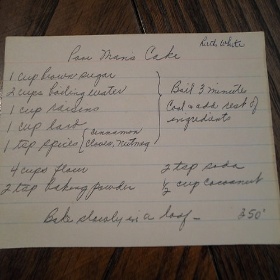 Ruth White
Poor Mans Cake
1 cup brown sugar
2 cups boiling water
1 cup raisins
1 cup lard
1 tsp spices { cinnamon
cloves, nutmeg
Boil 3 minutes
Cool & add rest of
ingredients
4 cups flour
2 tsp soda
2 tsp baking powder
1/2 cup cocoanut
Bake slowly in a loaf - 350°